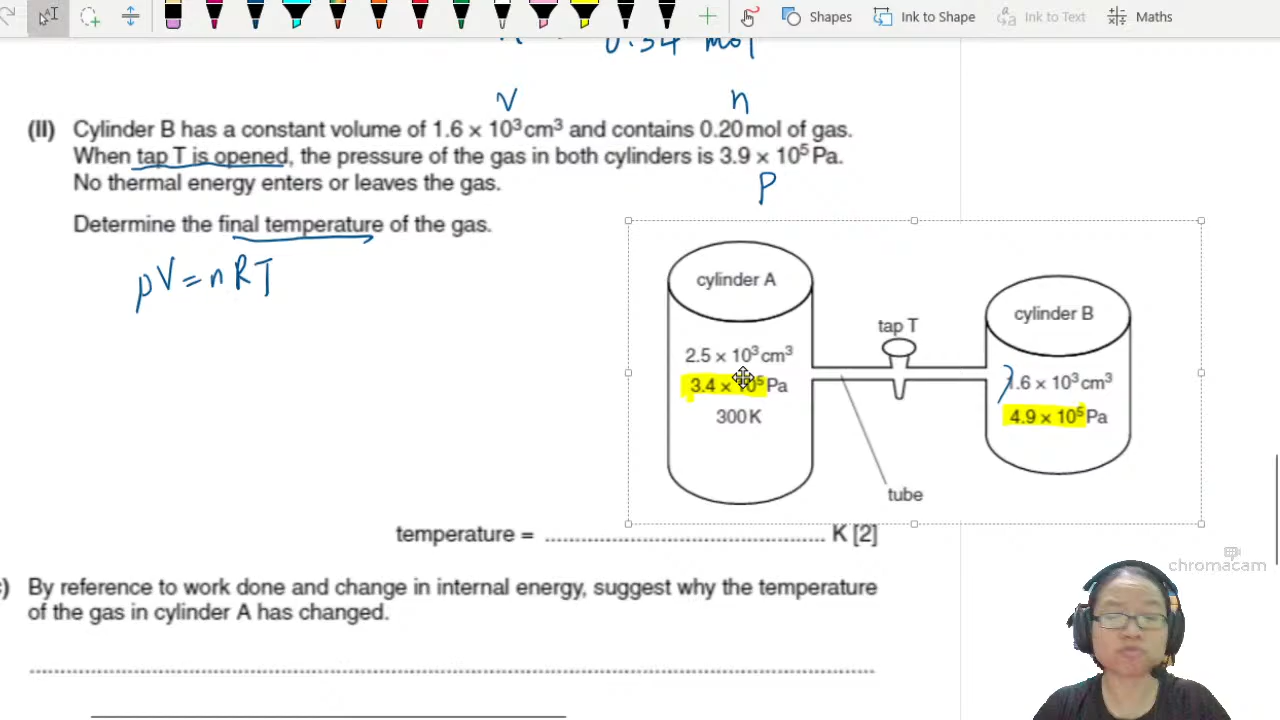 Shapes
Ink to Shape
Ink to Text
Maths
0.34 mol
V
n
(II) Cylinder B has a constant volume of 1.6 × 10³ cm³ and contains 0.20 mol of gas.
When tap T is opened, the pressure of the gas in both cylinders is 3.9 × 10⁵ Pa.
No thermal energy enters or leaves the gas.
P
Determine the final temperature of the gas.
pV = nRT
cylinder A
cylinder B
tap T
2.5 × 10³ cm³
1.6 × 10³ cm³
3.4 × 10⁵ Pa
4.9 × 10⁵ Pa
300 K
tube
temperature = ................................................ K [2]
) By reference to work done and change in internal energy, suggest why the temperature
of the gas in cylinder A has changed.
chromacam